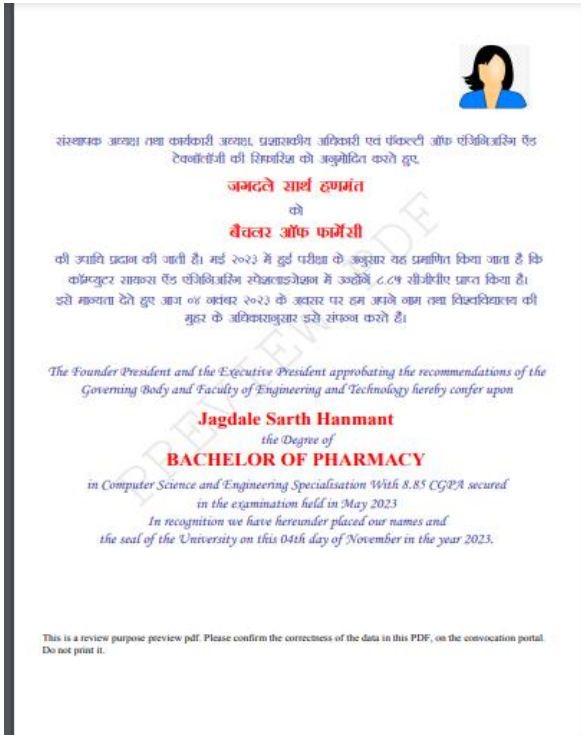 संस्थापक अध्यक्ष तथा कार्यकारी अध्यक्ष, प्रशासकीय अधिकारी एवं फॅकल्टी ऑफ एंजिनिअरिंग ऐंड
टेक्नॉलॉजी की सिफारिश को अनुमोदित करते हुए,
जगदले सार्थ हणमंत
को
बैचलर ऑफ फार्मेसी
की उपाधि प्रदान की जाती है। मई २०२३ में हुई परीक्षा के अनुसार यह प्रमाणित किया जाता है कि
कॉम्प्युटर सायन्स ऐंड एंजिनिअरिंग स्पेशलाइजेशन में उन्होंनें ८.८५ सीजीपीए प्राप्त किया है।
इसे मान्यता देते हुए आज ०४ नवंबर २०२३ के अवसर पर हम अपने नाम तथा विश्वविद्यालय की
मुहर के अधिकारानुसार इसे संपन्न करते हैं।
The Founder President and the Executive President approbating the recommendations of the
Governing Body and Faculty of Engineering and Technology hereby confer upon
Jagdale Sarth Hanmant
the Degree of
BACHELOR OF PHARMACY
in Computer Science and Engineering Specialisation With 8.85 CGPA secured
in the examination held in May 2023
In recognition we have hereunder placed our names and
the seal of the University on this 04th day of November in the year 2023.
PREVIEW PDF
This is a review purpose preview pdf. Please confirm the correctness of the data in this PDF, on the convocation portal.
Do not print it.